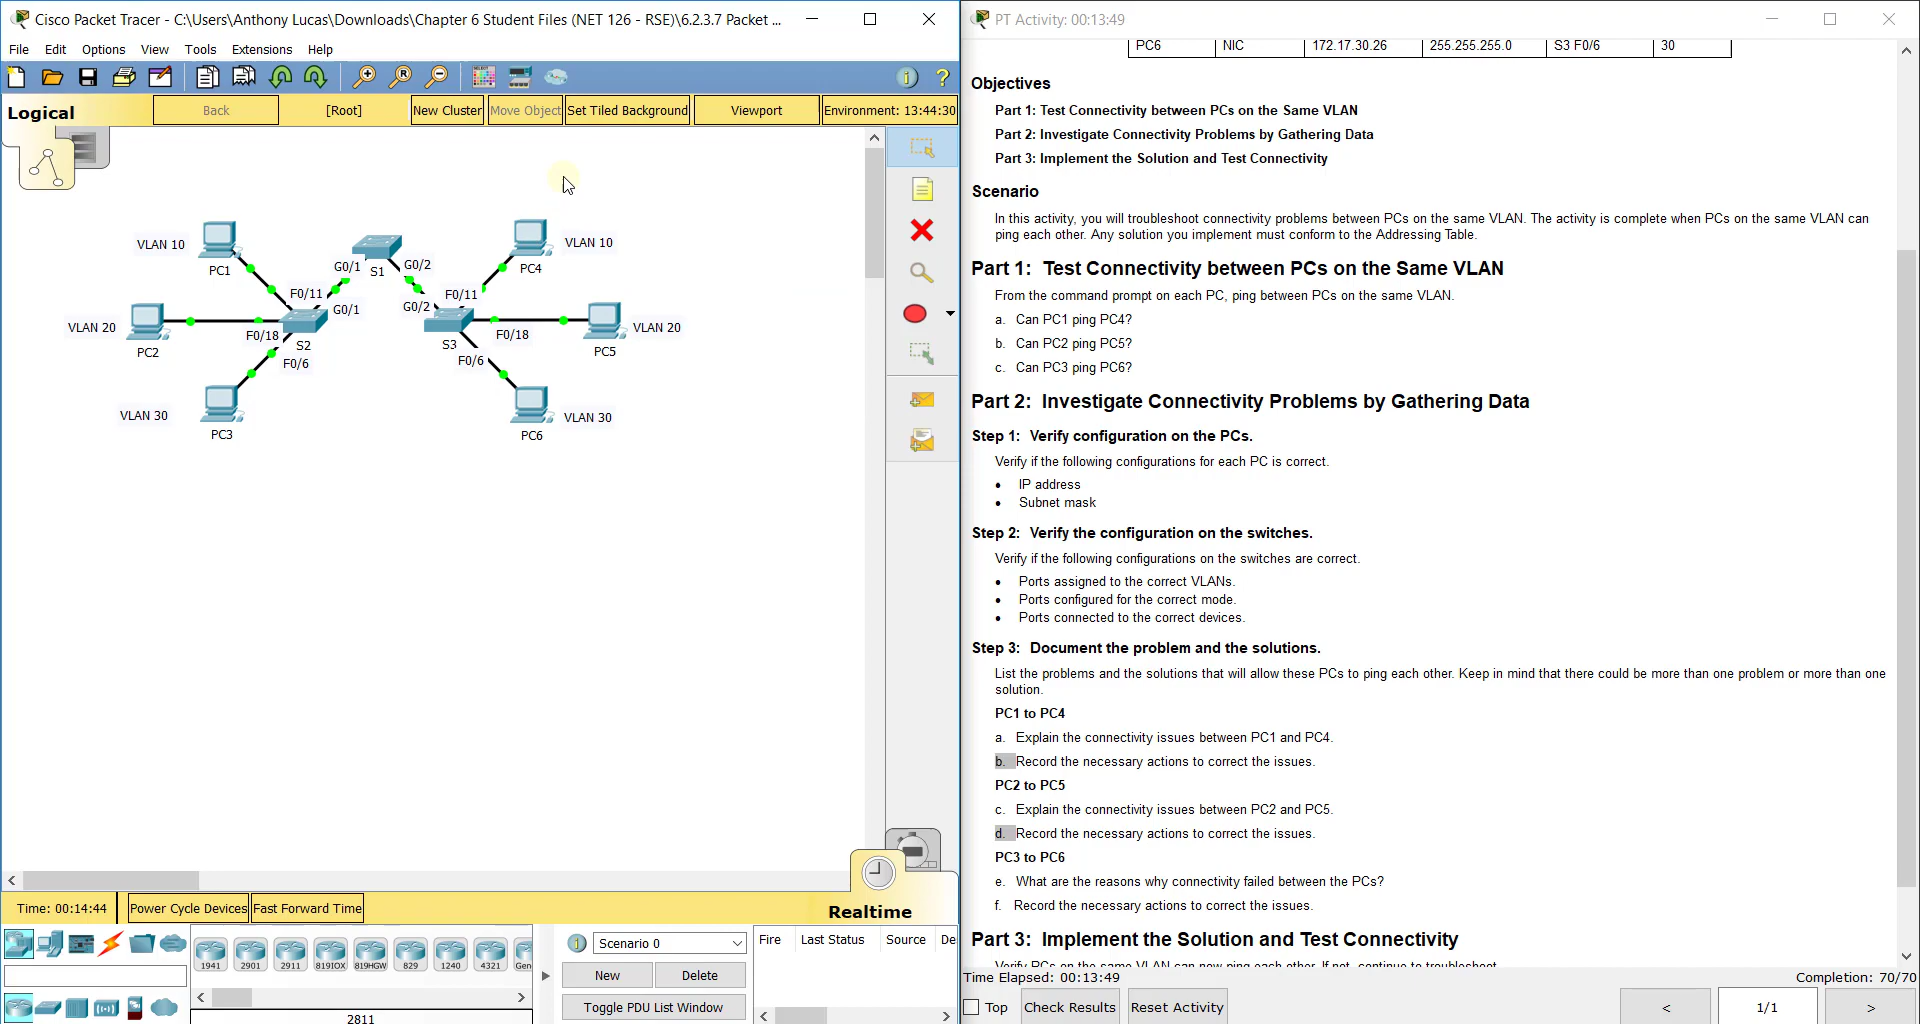 Cisco Packet Tracer - C:\Users\Anthony Lucas\Downloads\Chapter 6 Student Files (NET 126 - RSE)\6.2.3.7 Packet ...
File Edit Options View Tools Extensions Help
Logical
Back
[Root]
New Cluster
Move Object
Set Tiled Background
Viewport
Environment: 13:44:30
VLAN 10
PC1
G0/1
S1
G0/2
PC4
VLAN 10
F0/11
G0/1
G0/2
F0/11
VLAN 20
PC2
F0/18
S2
F0/6
S3
F0/18
F0/6
PC5
VLAN 20
VLAN 30
PC3
PC6
VLAN 30
Time: 00:14:44
Power Cycle Devices
Fast Forward Time
Realtime
1941
2901
2911
819IOX
819HGW
829
1240
4321
Gen
2811
Scenario 0
New
Delete
Toggle PDU List Window
Fire
Last Status
Source
De
PT Activity: 00:13:49
PC6 NIC 172.17.30.26 255.255.255.0 S3 F0/6 30
Objectives
Part 1: Test Connectivity between PCs on the Same VLAN
Part 2: Investigate Connectivity Problems by Gathering Data
Part 3: Implement the Solution and Test Connectivity
Scenario
In this activity, you will troubleshoot connectivity problems between PCs on the same VLAN. The activity is complete when PCs on the same VLAN can
ping each other. Any solution you implement must conform to the Addressing Table.
Part 1: Test Connectivity between PCs on the Same VLAN
From the command prompt on each PC, ping between PCs on the same VLAN.
a. Can PC1 ping PC4?
b. Can PC2 ping PC5?
c. Can PC3 ping PC6?
Part 2: Investigate Connectivity Problems by Gathering Data
Step 1: Verify configuration on the PCs.
Verify if the following configurations for each PC is correct.
• IP address
• Subnet mask
Step 2: Verify the configuration on the switches.
Verify if the following configurations on the switches are correct.
• Ports assigned to the correct VLANs.
• Ports configured for the correct mode.
• Ports connected to the correct devices.
Step 3: Document the problem and the solutions.
List the problems and the solutions that will allow these PCs to ping each other. Keep in mind that there could be more than one problem or more than one
solution.
PC1 to PC4
a. Explain the connectivity issues between PC1 and PC4.
b. Record the necessary actions to correct the issues.
PC2 to PC5
c. Explain the connectivity issues between PC2 and PC5.
d. Record the necessary actions to correct the issues.
PC3 to PC6
e. What are the reasons why connectivity failed between the PCs?
f. Record the necessary actions to correct the issues.
Part 3: Implement the Solution and Test Connectivity
Verify PCs on the same VLAN can now ping each other. If not, continue to troubleshoot.
Time Elapsed: 00:13:49
Completion: 70/70
Top
Check Results
Reset Activity
<
1/1
>